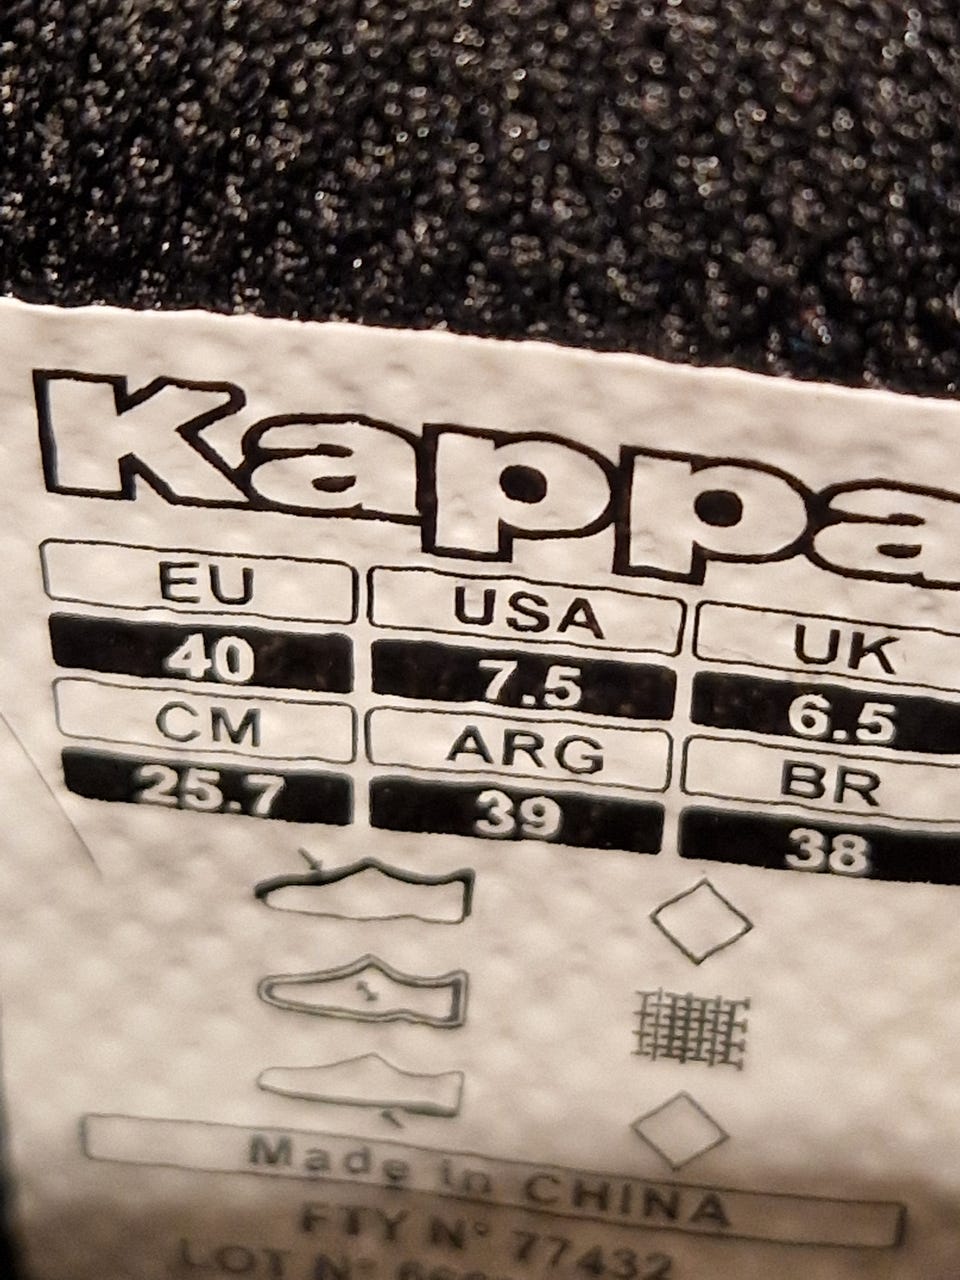 Kappa
EU USA UK
40 7.5 6.5
CM ARG BR
25.7 39 38
Made in CHINA
FTY N° 77432
LOT N°